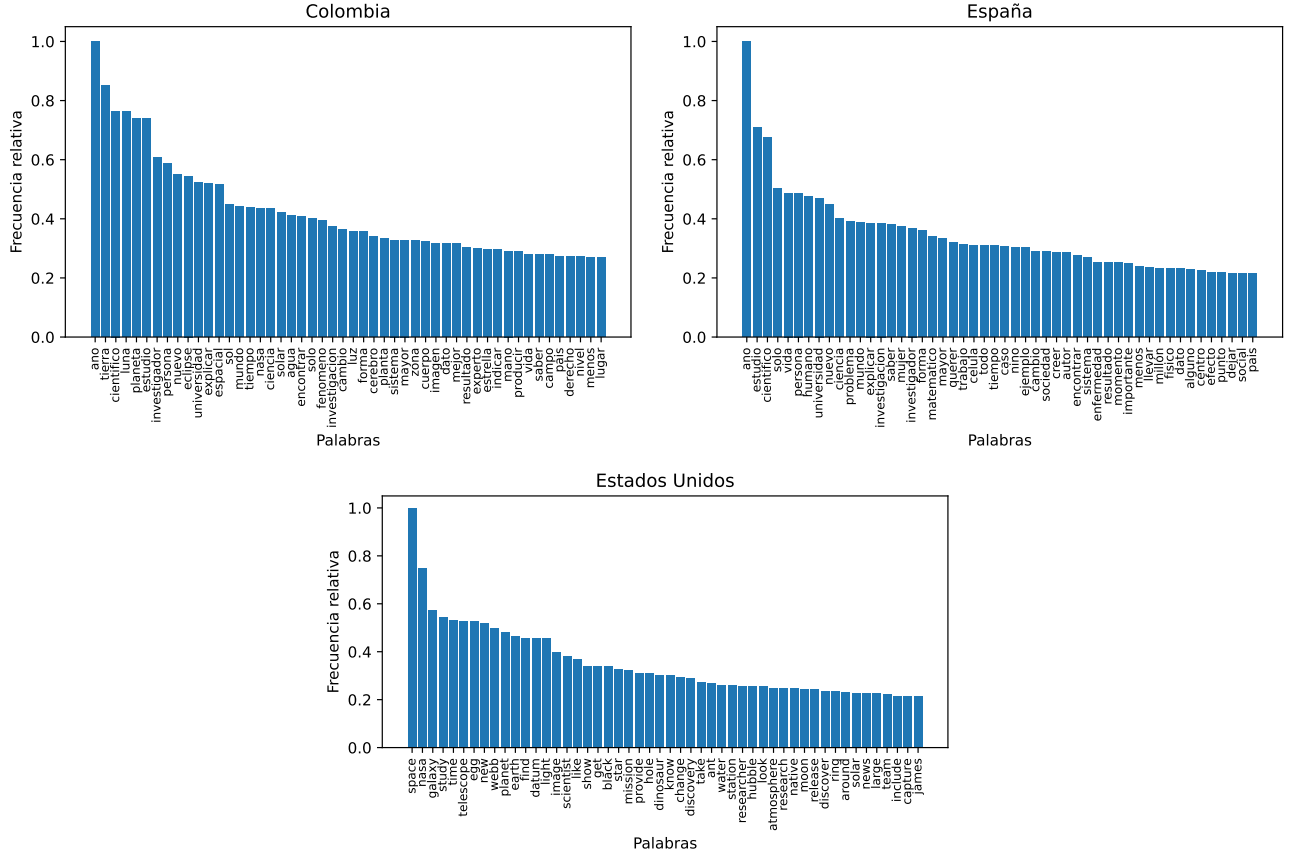 Colombia
Frecuencia relativa
1.0
0.8
0.6
0.4
0.2
0.0
ano
tierra
cientifico
luna
planeta
estudio
investigador
persona
nuevo
eclipse
universidad
explicar
espacial
sol
mundo
tiempo
nasa
ciencia
solar
agua
encontrar
solo
fenomeno
investigacion
cambio
luz
forma
cerebro
planta
sistema
mayor
zona
cuerpo
imagen
dato
mejor
resultado
experto
estrella
indicar
mano
producir
vida
saber
campo
pais
derecho
nivel
menos
lugar
Palabras
España
Frecuencia relativa
1.0
0.8
0.6
0.4
0.2
0.0
ano
estudio
cientifico
solo
vida
persona
humano
universidad
nuevo
ciencia
problema
mundo
explicar
investigacion
saber
mujer
investigador
forma
matematico
mayor
querer
trabajo
celula
todo
tiempo
caso
nino
ejemplo
cambio
sociedad
creer
autor
encontrar
sistema
enfermedad
resultado
momento
importante
menos
llevar
millón
fisico
dato
alguno
centro
efecto
punto
dejar
social
pais
Palabras
Estados Unidos
Frecuencia relativa
1.0
0.8
0.6
0.4
0.2
0.0
space
nasa
galaxy
study
time
telescope
egg
new
webb
planet
earth
find
datum
light
image
scientist
like
show
get
black
star
mission
provide
hole
dinosaur
know
change
discovery
take
ant
water
station
researcher
hubble
look
atmosphere
research
native
moon
release
discover
ring
around
solar
news
large
team
include
capture
james
Palabras